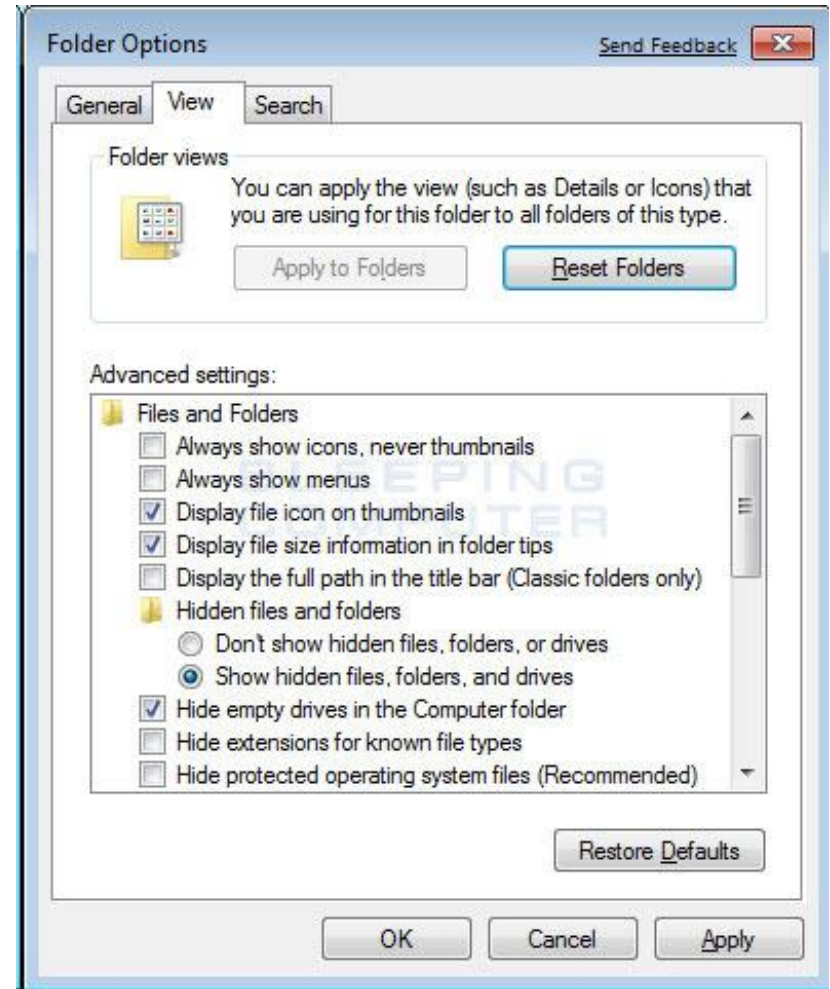 Folder Options
Send Feedback
General
View
Search
Folder views
You can apply the view (such as Details or Icons) that
you are using for this folder to all folders of this type.
Apply to Folders
Reset Folders
Advanced settings:
Files and Folders
Always show icons, never thumbnails
Always show menus
Display file icon on thumbnails
Display file size information in folder tips
Display the full path in the title bar (Classic folders only)
Hidden files and folders
Don't show hidden files, folders, or drives
Show hidden files, folders, and drives
Hide empty drives in the Computer folder
Hide extensions for known file types
Hide protected operating system files (Recommended)
BLEEPING
COMPUTER
Restore Defaults
OK
Cancel
Apply